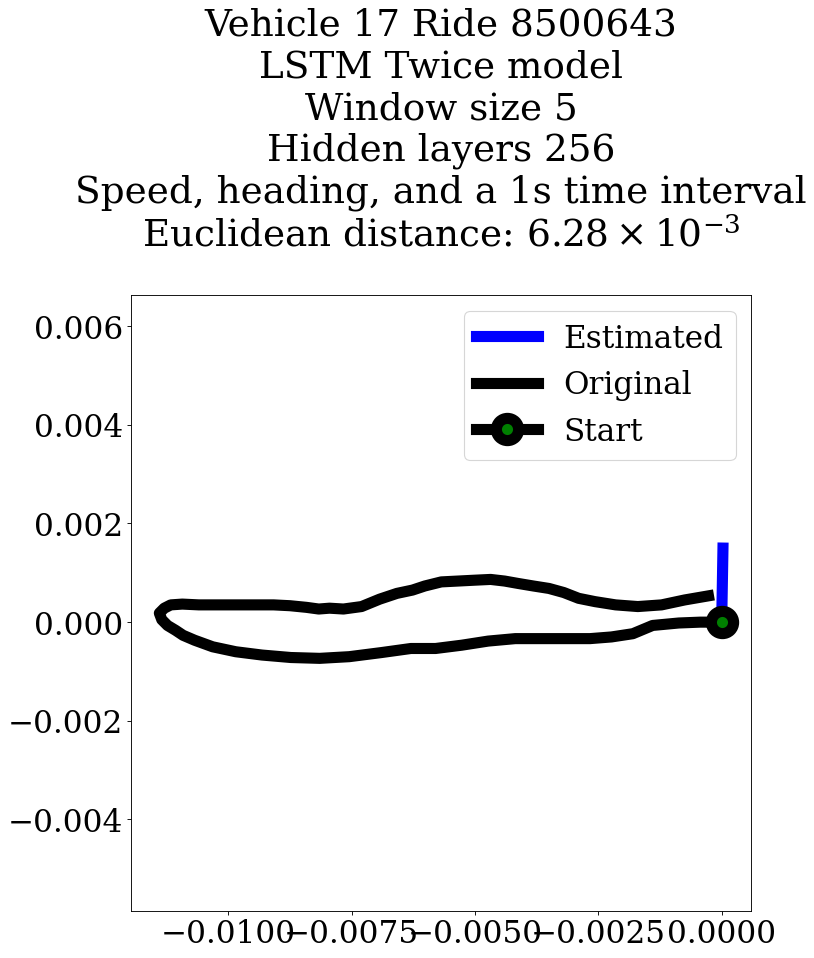 Vehicle 17 Ride 8500643
LSTM Twice model
Window size 5
Hidden layers 256
Speed, heading, and a 1s time interval
Euclidean distance: 6.28 × 10⁻³
Estimated
Original
Start
0.006
0.004
0.002
0.000
−0.002
−0.004
−0.0100 −0.0075 −0.0050 −0.0025 0.0000